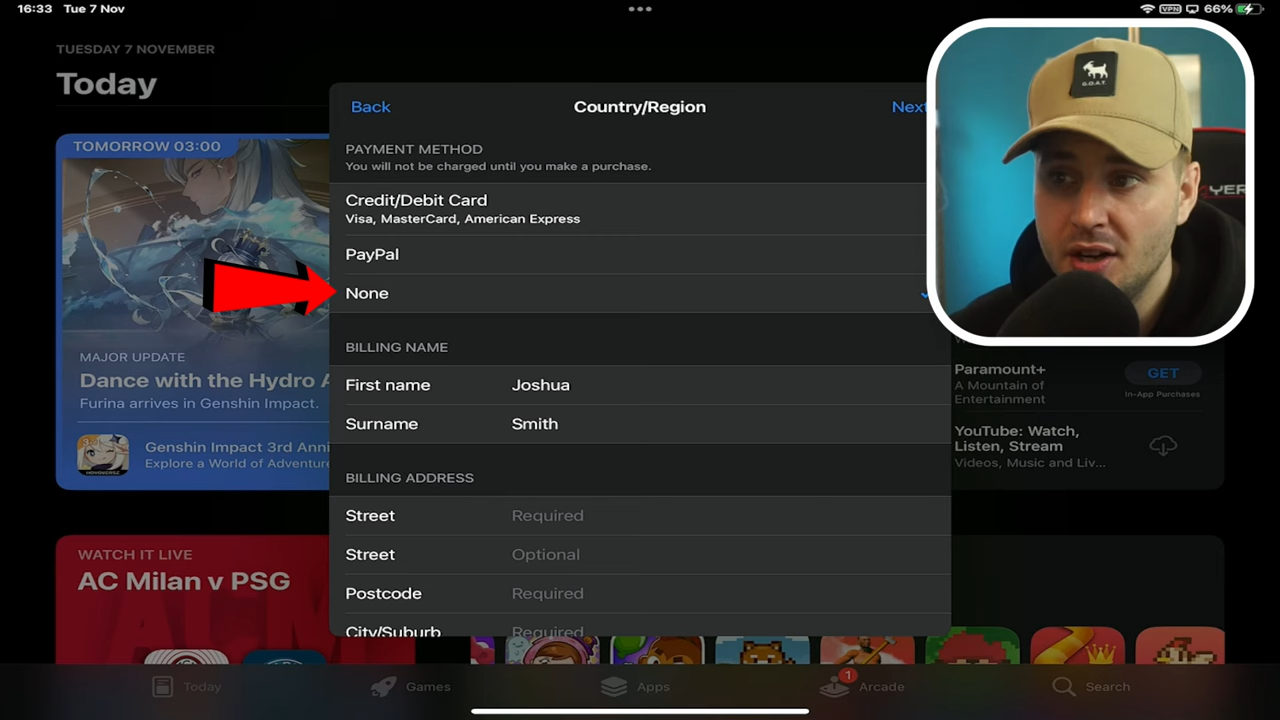 16:33 Tue 7 Nov
VPN
66%
TUESDAY 7 NOVEMBER
Today
TOMORROW 03:00
MAJOR UPDATE
Dance with the Hydro A
Furina arrives in Genshin Impact.
Genshin Impact 3rd Anni
Explore a World of Adventure
WATCH IT LIVE
AC Milan v PSG
Back
Country/Region
Next
PAYMENT METHOD
You will not be charged until you make a purchase.
Credit/Debit Card
Visa, MasterCard, American Express
PayPal
None
BILLING NAME
First name Joshua
Surname Smith
BILLING ADDRESS
Street Required
Street Optional
Postcode Required
City/Suburb Required
G.O.A.T.
YER
Paramount+
A Mountain of
Entertainment
GET
In-App Purchases
YouTube: Watch,
Listen, Stream
Videos, Music and Liv...
Today
Games
Apps
1
Arcade
Search